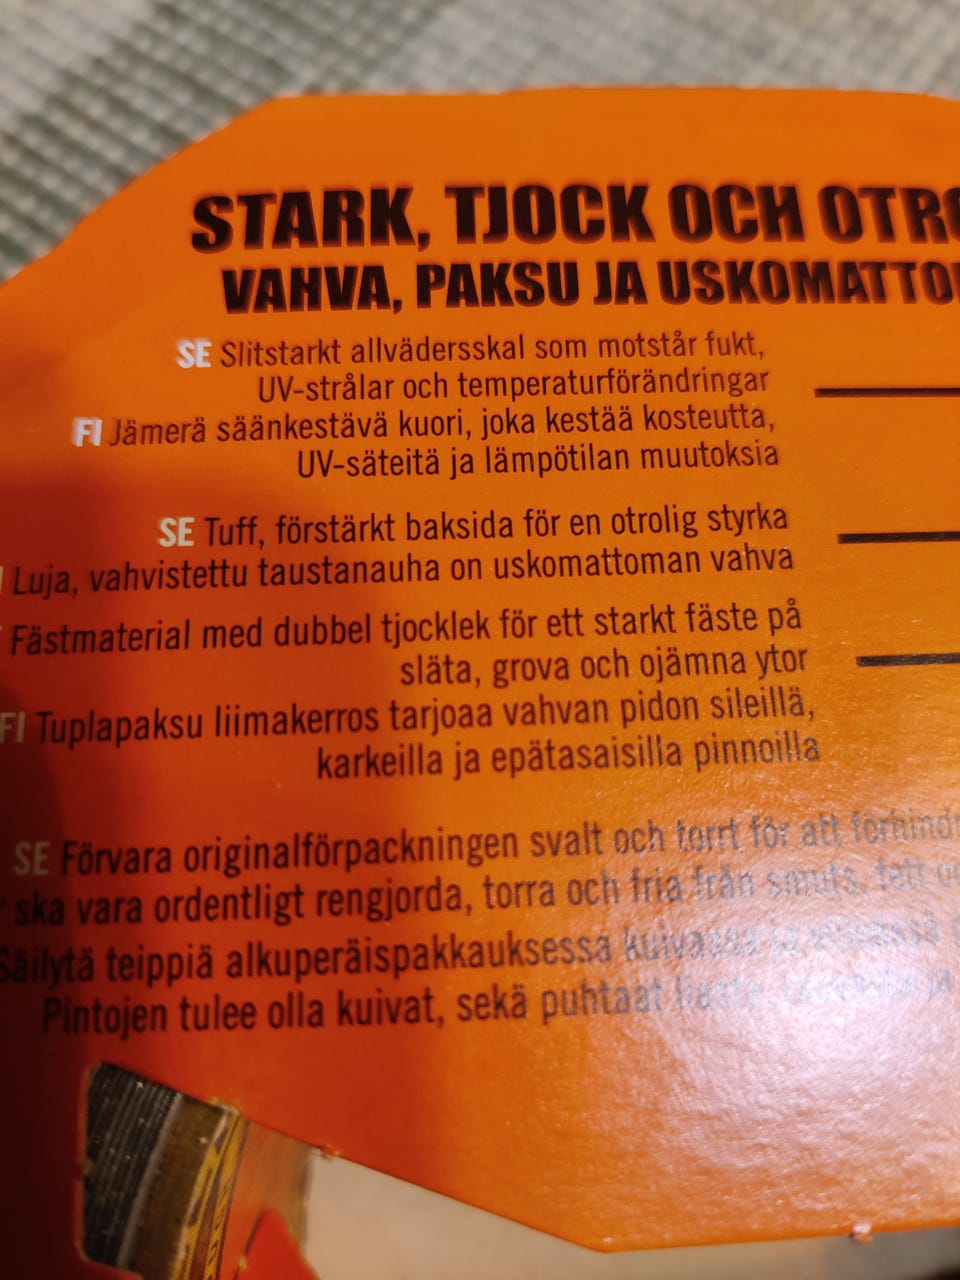 STARK, TJOCK OCH
VAHVA, PAKSU JA
SE Slitstarkt allvädersskal som motstår fukt,
UV-strålar och temperaturförändringar
FI Jämerä säänkestävä kuori, joka kestää kosteutta,
UV-säteitä ja lämpötilan muutoksia
SE Tuff, förstärkt baksida för en otrolig styrka
Luja, vahvistettu taustanauha on uskomattoman vahva
Fästmaterial med dubbel tjocklek för ett starkt fäste på
släta, grova och ojämna ytor
FI Tuplapaksu liimakerros tarjoaa vahvan pidon sileillä,
karkeilla ja epätasaisilla pinnoilla
SE Förvara originalförpackningen svalt och torrt för att
ska vara ordentligt rengjorda, torra och fria från smuts, fett
Säilytä teippiä alkuperäispakkauksessa kuivassa ja
Pintojen tulee olla kuivat, sekä puhtaat